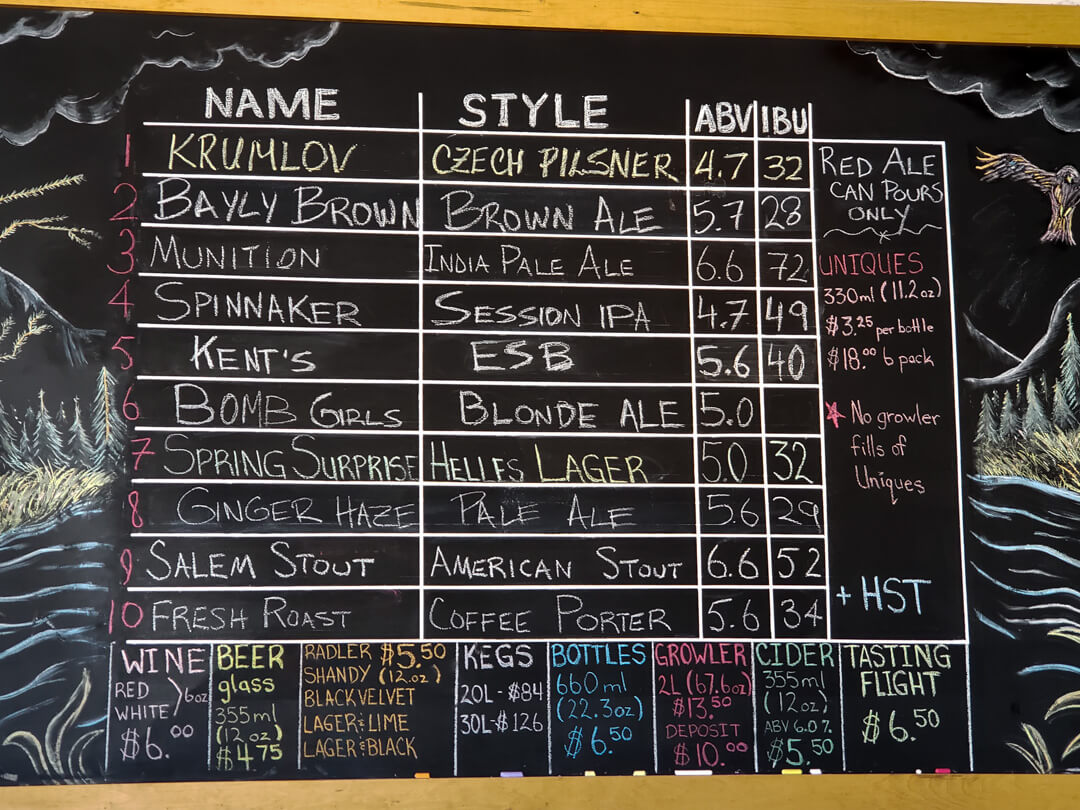 NAME STYLE ABV IBU
1 KRUMLOV CZECH PILSNER 4.7 32
2 BAYLY BROWN BROWN ALE 5.7 28
3 MUNITION INDIA PALE ALE 6.6 72
4 SPINNAKER SESSION IPA 4.7 49
5 KENT'S ESB 5.6 40
6 BOMB GIRLS BLONDE ALE 5.0
7 SPRING SURPRISE HELLES LAGER 5.0 32
8 GINGER HAZE PALE ALE 5.6 29
9 SALEM STOUT AMERICAN STOUT 6.6 52
10 FRESH ROAST COFFEE PORTER 5.6 34
RED ALE
CAN POURS
ONLY
UNIQUES
330ml (11.2oz)
$3.25 per bottle
$18.00 6 pack
No growler
fills of
Uniques
+ HST
WINE
RED
WHITE
6oz
$6.00
BEER
glass
355ml
(12oz)
$4.75
RADLER $5.50
SHANDY (12.oz)
BLACKVELVET
LAGER & LIME
LAGER & BLACK
KEGS
20L - $84
30L - $126
BOTTLES
660ml
(22.3oz)
$6.50
GROWLER
2L (67.6oz)
$13.50
DEPOSIT
$10.00
CIDER
355ml
(12oz)
ABV 6.0%
$5.50
TASTING
FLIGHT
$6.50